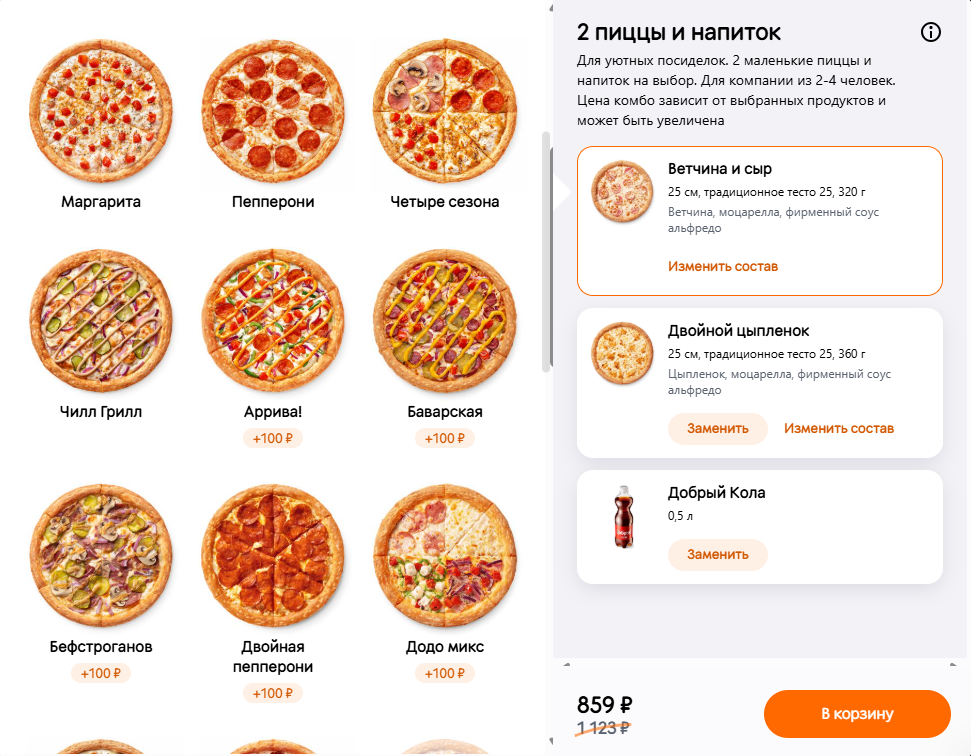 Маргарита
Пепперони
Четыре сезона
Чилл Грилл
Аррива!
+100 ₽
Баварская
+100 ₽
Бефстроганов
+100 ₽
Двойная
пепперони
+100 ₽
Додо микс
+100 ₽
2 пиццы и напиток
Для уютных посиделок. 2 маленькие пиццы и
напиток на выбор. Для компании из 2-4 человек.
Цена комбо зависит от выбранных продуктов и
может быть увеличена
Ветчина и сыр
25 см, традиционное тесто 25, 320 г
Ветчина, моцарелла, фирменный соус
альфредо
Изменить состав
Двойной цыпленок
25 см, традиционное тесто 25, 360 г
Цыпленок, моцарелла, фирменный соус
альфредо
Заменить Изменить состав
Добрый Кола
0,5 л
Заменить
859 ₽
1 123 ₽
В корзину